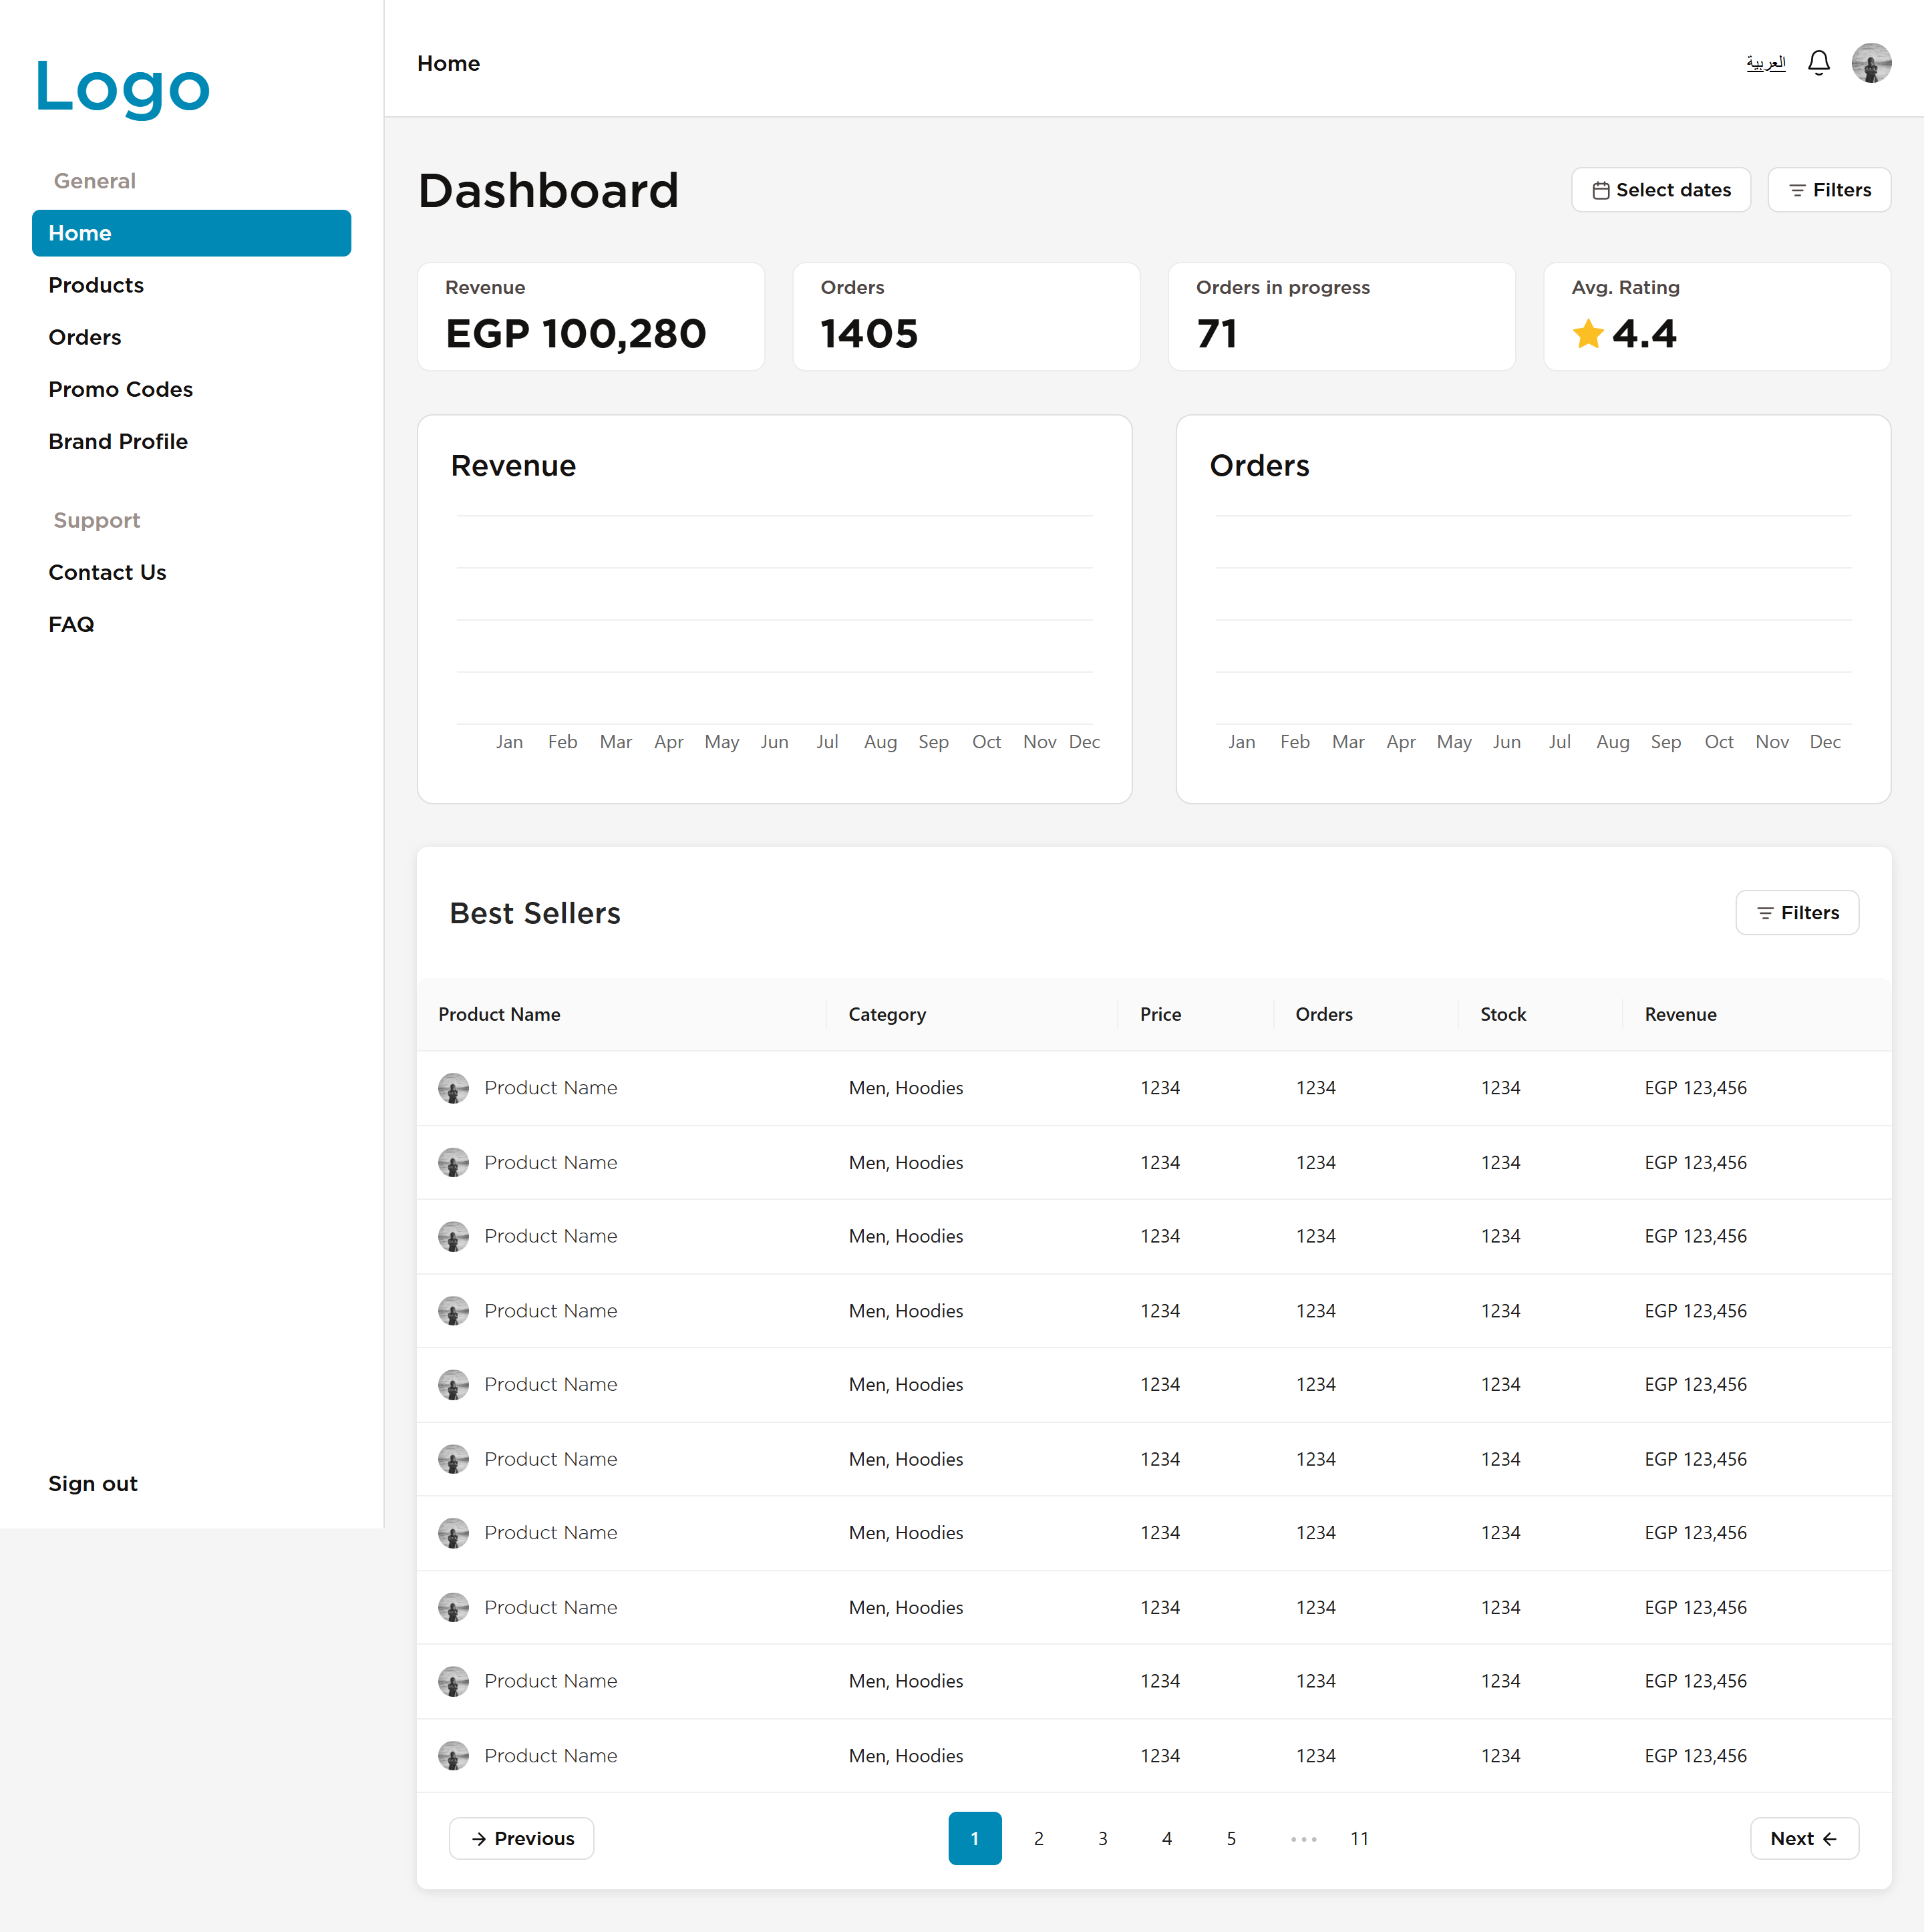 Logo
General
Home
Products
Orders
Promo Codes
Brand Profile
Support
Contact Us
FAQ
Sign out
Home
العربية
Dashboard
Select dates
Filters
Revenue
EGP 100,280
Orders
1405
Orders in progress
71
Avg. Rating
4.4
Revenue
Jan Feb Mar Apr May Jun Jul Aug Sep Oct Nov Dec
Orders
Jan Feb Mar Apr May Jun Jul Aug Sep Oct Nov Dec
Best Sellers
Filters
Product Name Category Price Orders Stock Revenue
Product Name Men, Hoodies 1234 1234 1234 EGP 123,456
Product Name Men, Hoodies 1234 1234 1234 EGP 123,456
Product Name Men, Hoodies 1234 1234 1234 EGP 123,456
Product Name Men, Hoodies 1234 1234 1234 EGP 123,456
Product Name Men, Hoodies 1234 1234 1234 EGP 123,456
Product Name Men, Hoodies 1234 1234 1234 EGP 123,456
Product Name Men, Hoodies 1234 1234 1234 EGP 123,456
Product Name Men, Hoodies 1234 1234 1234 EGP 123,456
Product Name Men, Hoodies 1234 1234 1234 EGP 123,456
Product Name Men, Hoodies 1234 1234 1234 EGP 123,456
→ Previous 1 2 3 4 5 ••• 11 Next ←